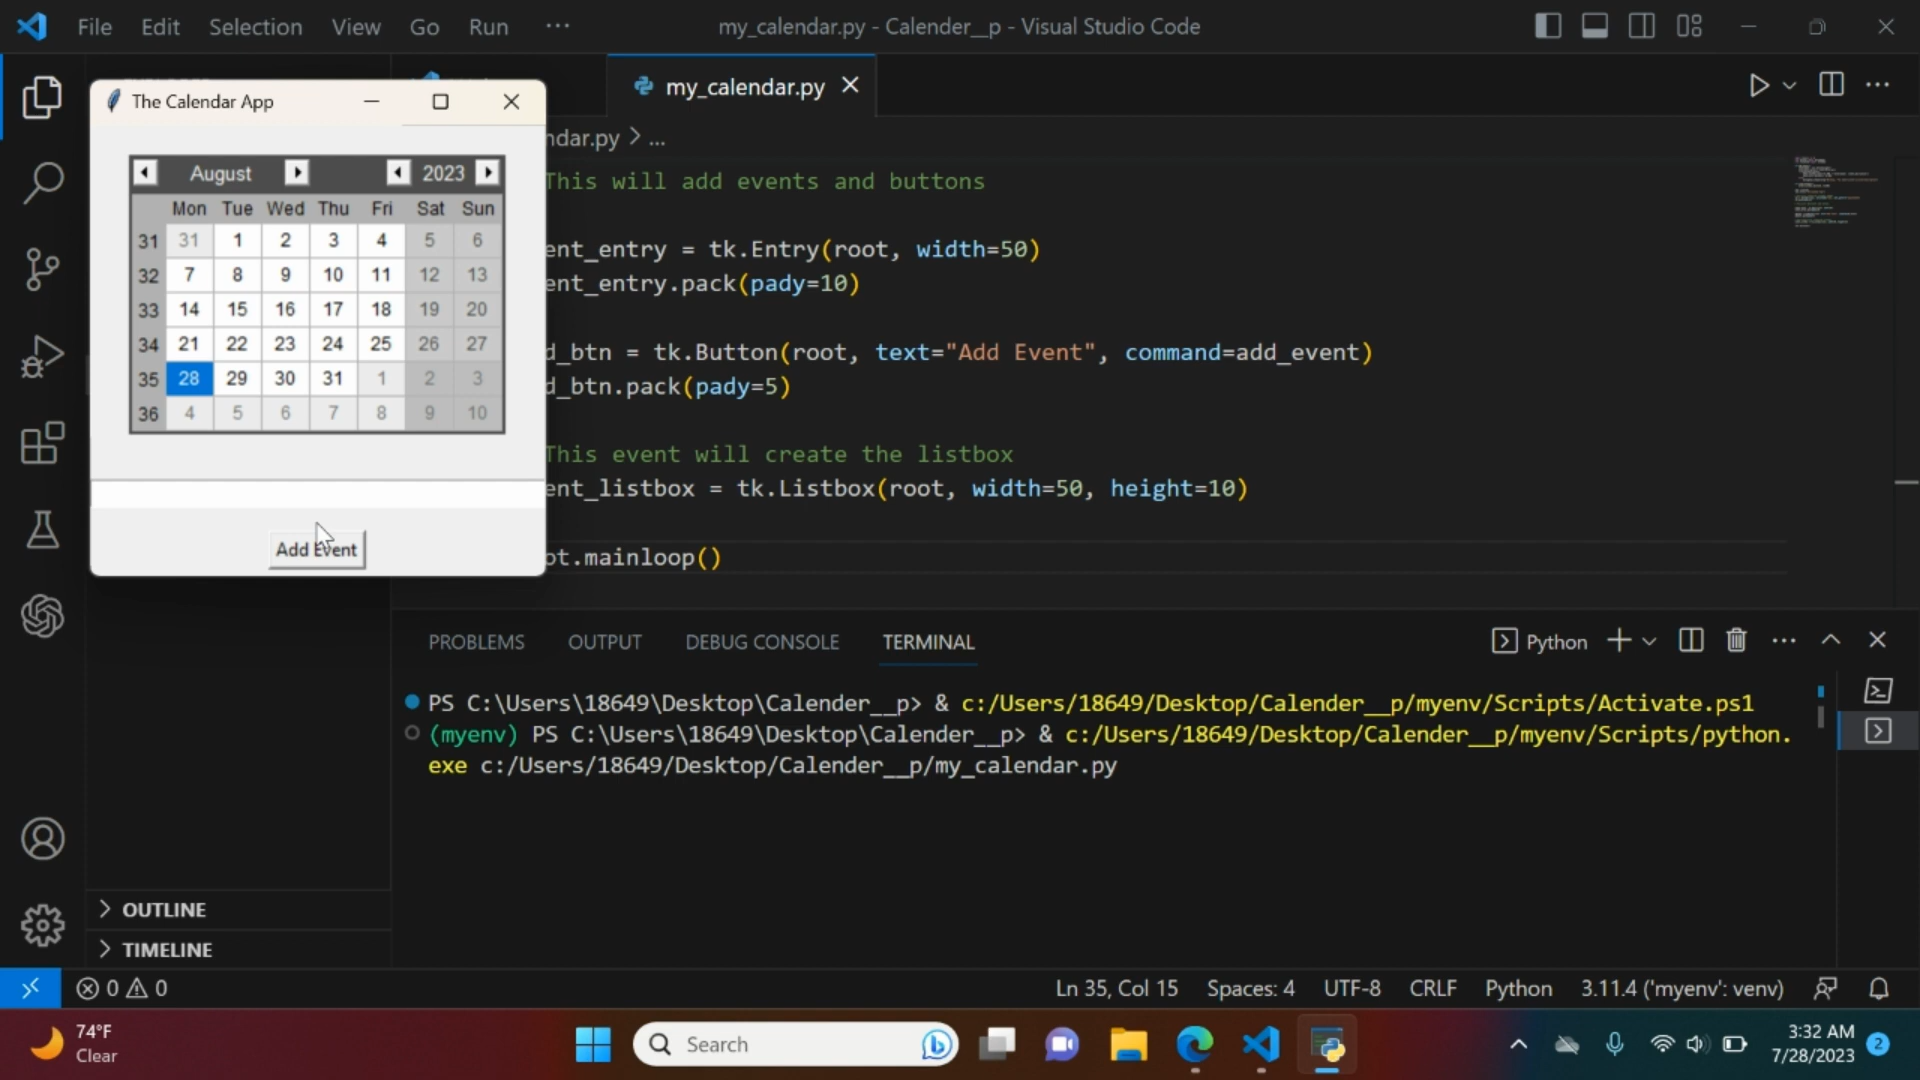 File Edit Selection View Go Run ···
my_calendar.py - Calender__p - Visual Studio Code
my_calendar.py
ndar.py > ...
The Calendar App
August 2023
Mon Tue Wed Thu Fri Sat Sun
31 31 1 2 3 4 5 6
32 7 8 9 10 11 12 13
33 14 15 16 17 18 19 20
34 21 22 23 24 25 26 27
35 28 29 30 31 1 2 3
36 4 5 6 7 8 9 10
Add Event
This will add events and buttons
ent_entry = tk.Entry(root, width=50)
ent_entry.pack(pady=10)
d_btn = tk.Button(root, text="Add Event", command=add_event)
d_btn.pack(pady=5)
This event will create the listbox
ent_listbox = tk.Listbox(root, width=50, height=10)
ot.mainloop()
PROBLEMS OUTPUT DEBUG CONSOLE TERMINAL
Python
PS C:\Users\18649\Desktop\Calender__p> & c:/Users/18649/Desktop/Calender__p/myenv/Scripts/Activate.ps1
(myenv) PS C:\Users\18649\Desktop\Calender__p> & c:/Users/18649/Desktop/Calender__p/myenv/Scripts/python.
exe c:/Users/18649/Desktop/Calender__p/my_calendar.py
OUTLINE
TIMELINE
0 0
Ln 35, Col 15 Spaces: 4 UTF-8 CRLF Python 3.11.4 ('myenv': venv)
74°F
Clear
Search
3:32 AM
7/28/2023
2